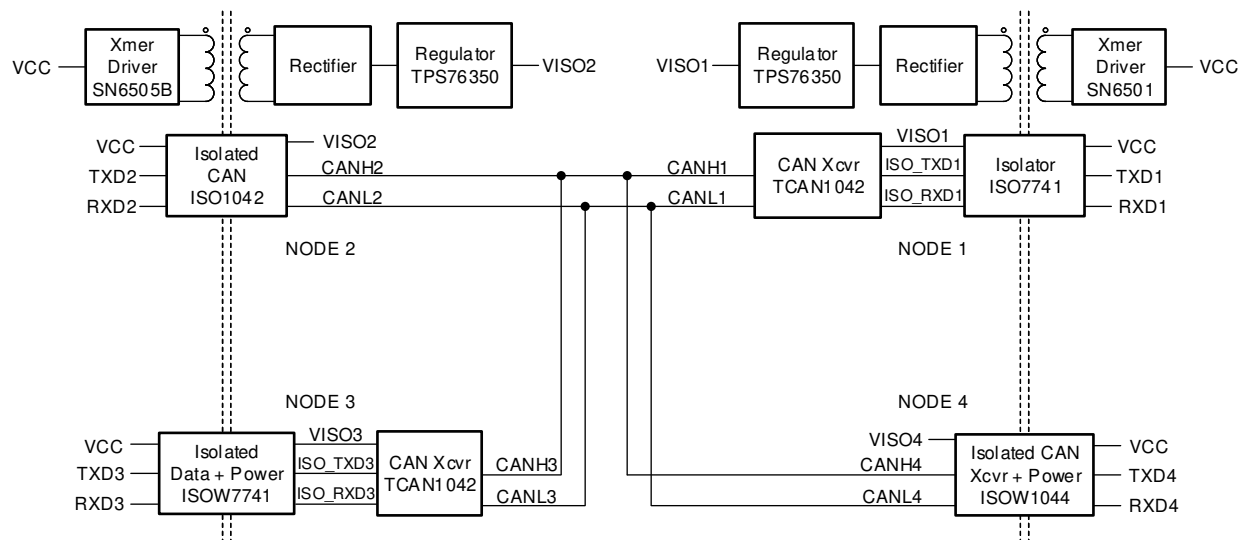 VCC
Xmer
Driver
SN6505B
Rectifier
Regulator
TPS76350
VISO2
VISO1
Regulator
TPS76350
Rectifier
Xmer
Driver
SN6501
VCC
VCC
TXD2
RXD2
Isolated
CAN
ISO1042
VISO2
CANH2
CANL2
CANH1
CANL1
CAN Xcvr
TCAN1042
VISO1
ISO_TXD1
ISO_RXD1
Isolator
ISO7741
VCC
TXD1
RXD1
NODE 2
NODE 1
NODE 3
NODE 4
VCC
TXD3
RXD3
Isolated
Data + Power
ISOW7741
VISO3
ISO_TXD3
ISO_RXD3
CAN Xcvr
TCAN1042
CANH3
CANL3
VISO4
CANH4
CANL4
Isolated CAN
Xcvr + Power
ISOW1044
VCC
TXD4
RXD4